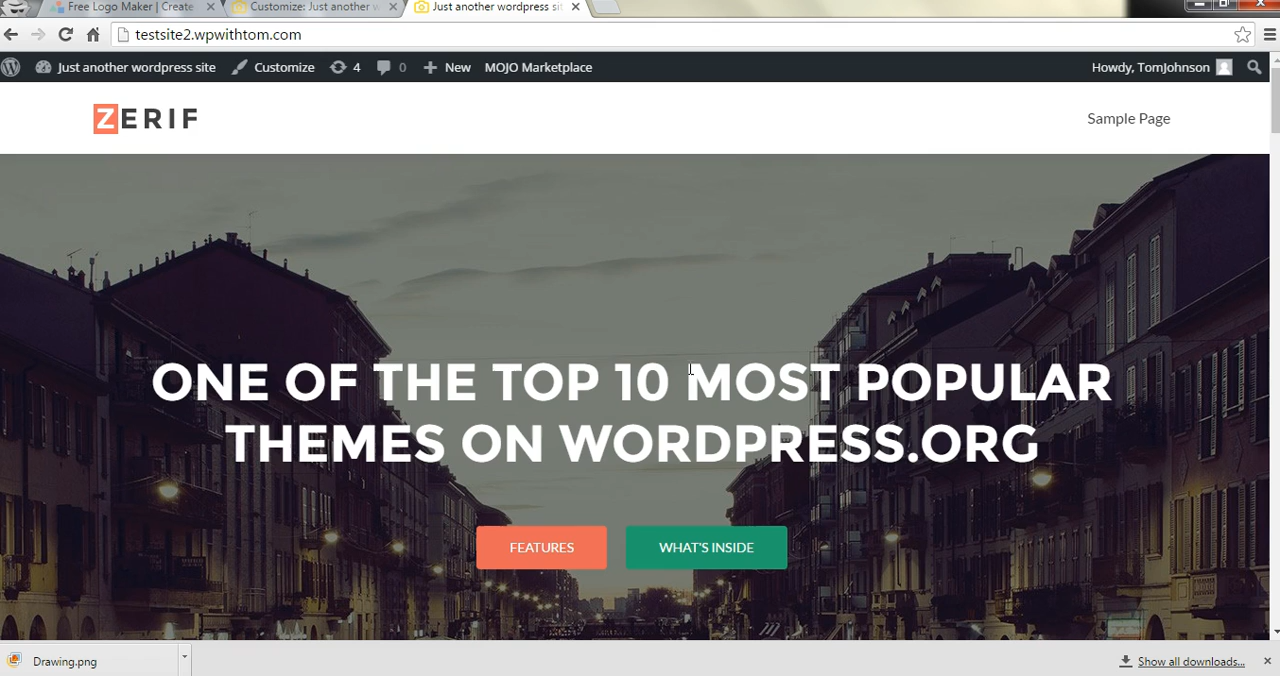 Free Logo Maker | Create
Customize: Just another w
Just another wordpress sit
testsite2.wpwithtom.com
Just another wordpress site
Customize
4
0
New
MOJO Marketplace
Howdy, TomJohnson
ZERIF
Sample Page
ONE OF THE TOP 10 MOST POPULAR
THEMES ON WORDPRESS.ORG
FEATURES
WHAT'S INSIDE
Drawing.png
Show all downloads...